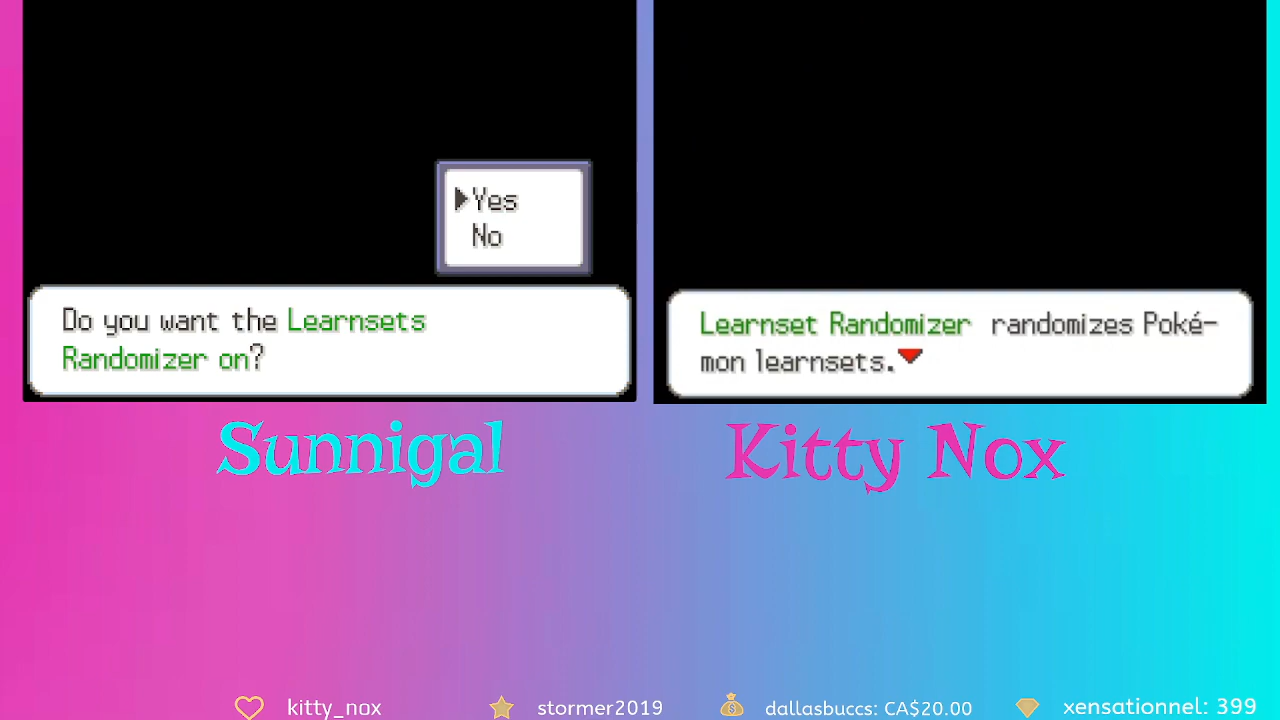 Yes
No
Do you want the Learnsets
Randomizer on?
Learnset Randomizer randomizes Poké-
mon learnsets.
Sunnigal
Kitty Nox
kitty_nox
stormer2019
dallasbuccs: CA$20.00
xensationnel: 399